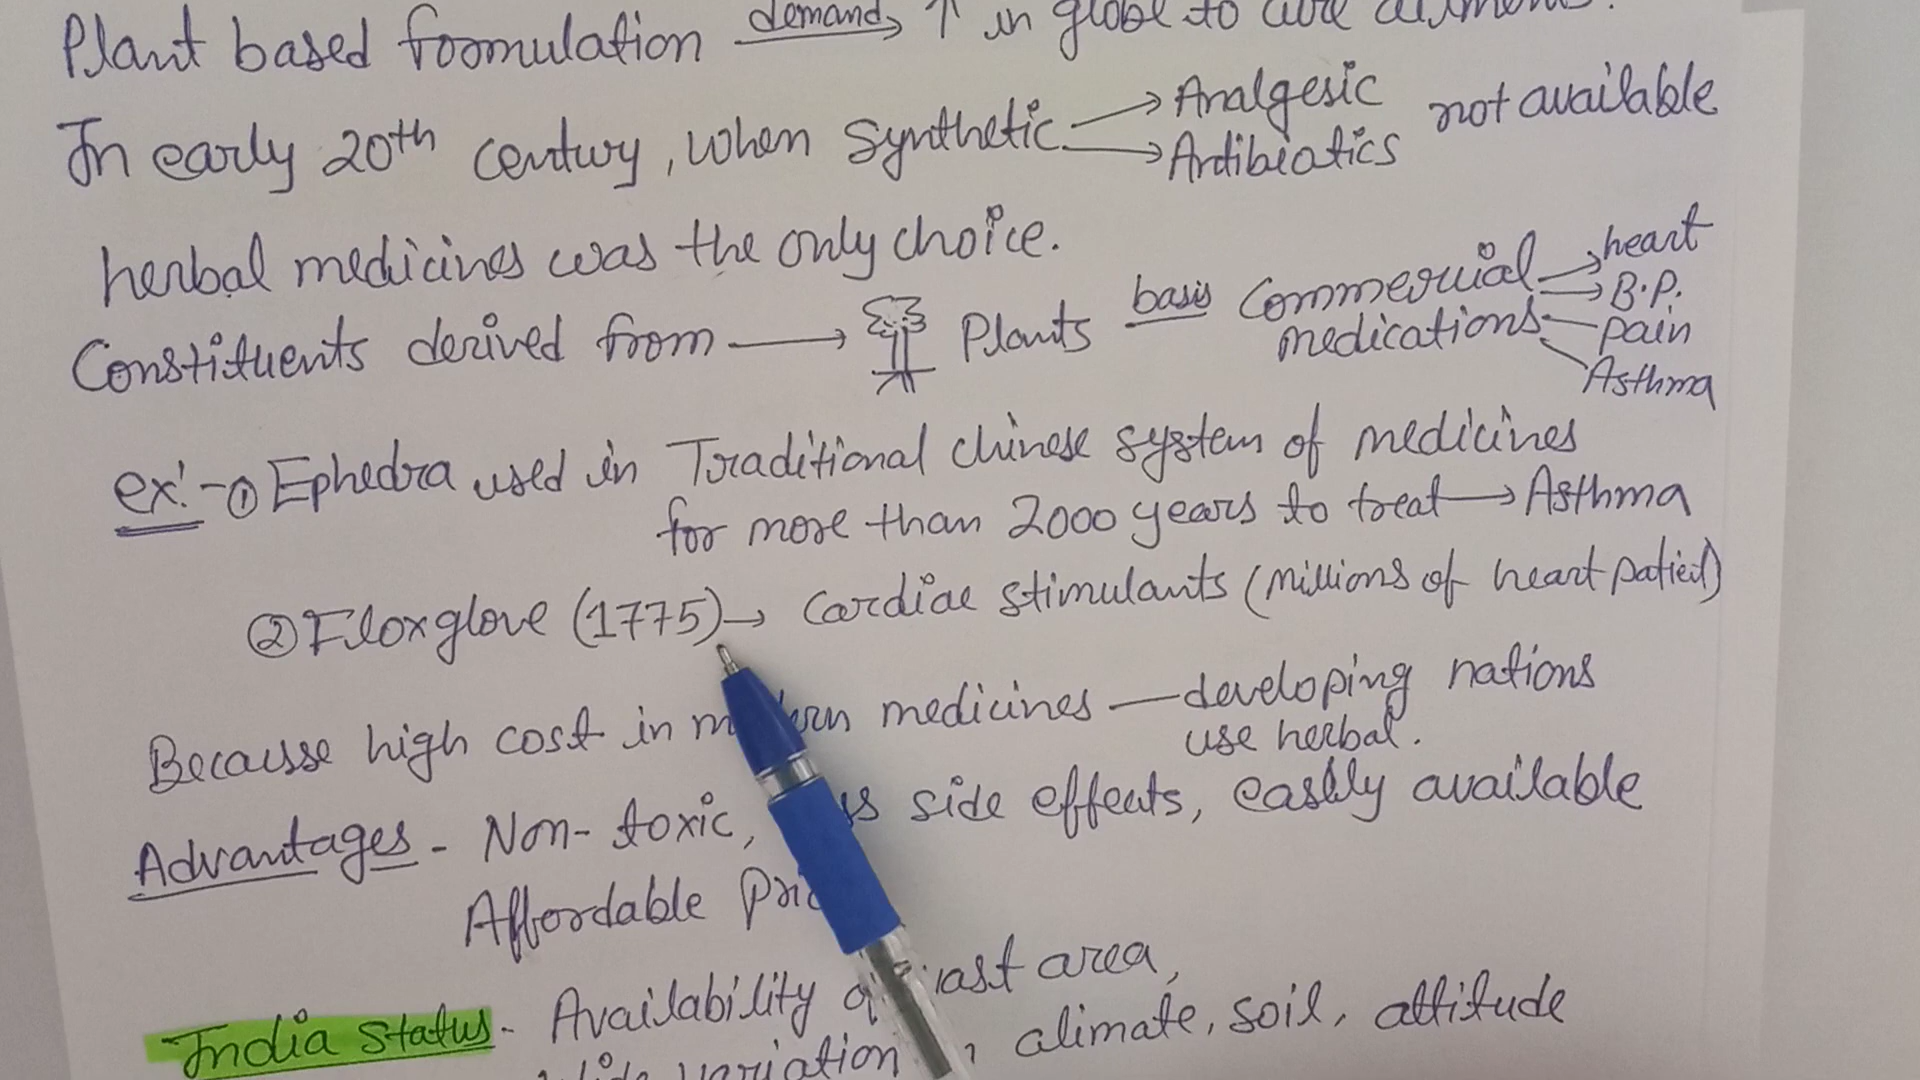 Plant based foormulation demand → ↑ in globe to cure ailments.
In early 20th century, when Synthetic → Analgesic not available
→ Antibiotics
herbal medicines was the only choice.
Constituents derived from → Plants basis Commercial medications → heart
→ B.P.
pain
Asthma
ex:- ① Ephedra used in Traditional chinese system of medicines
for more than 2000 years to treat → Asthma
② Floxglove (1775) → Cardiac stimulants (millions of heart patient)
Because high cost in medicines — developing nations
use herbal.
Advantages - Non-toxic, side effects, easily available
Affordable
India Status - Availability area,
variation climate, soil, attitude